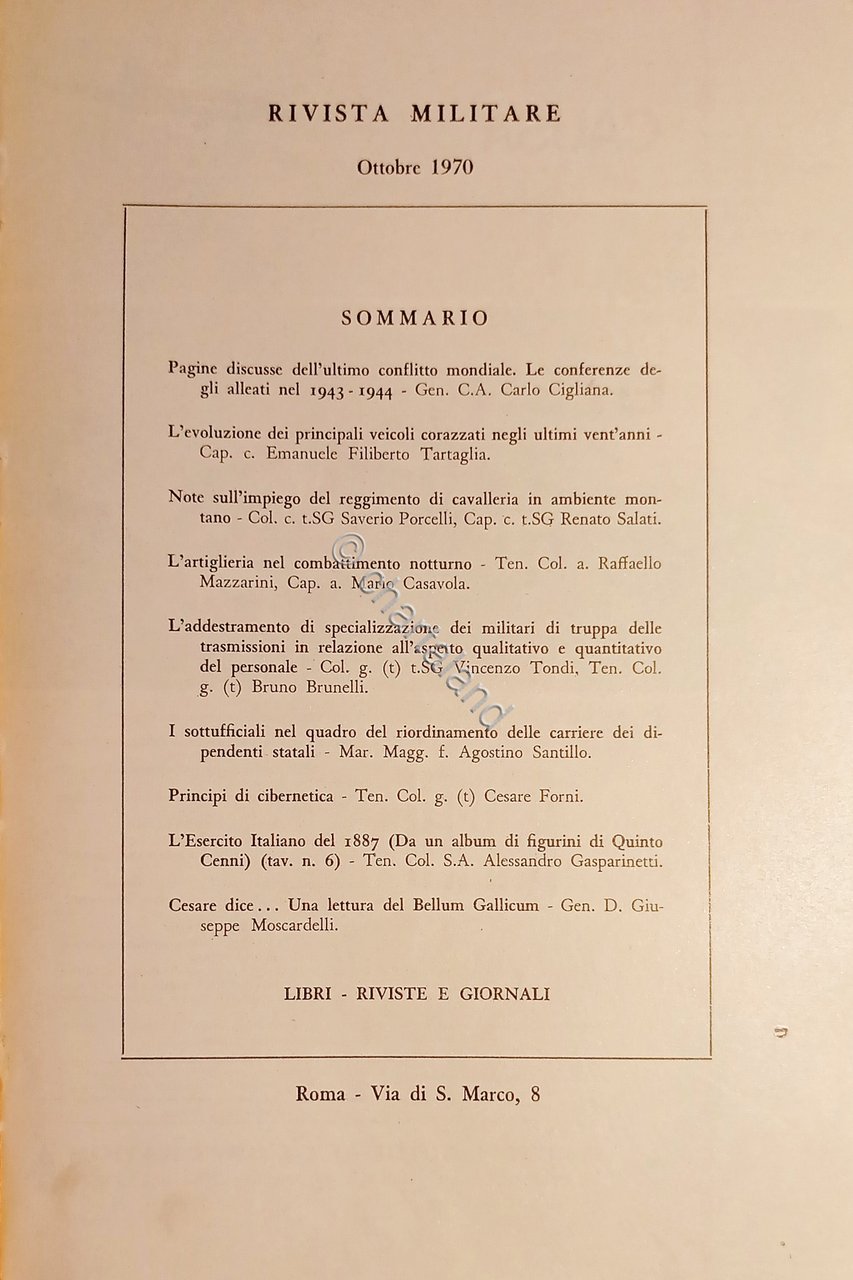 RIVISTA MILITARE
Ottobre 1970
SOMMARIO
Pagine discusse dell'ultimo conflitto mondiale. Le conferenze de-
gli alleati nel 1943 - 1944 - Gen. C.A. Carlo Cigliana.
L'evoluzione dei principali veicoli corazzati negli ultimi vent'anni -
Cap. c. Emanuele Filiberto Tartaglia.
Note sull'impiego del reggimento di cavalleria in ambiente mon-
tano - Col. c. t.SG Saverio Porcelli, Cap. c. t.SG Renato Salati.
L'artiglieria nel combattimento notturno - Ten. Col. a. Raffaello
Mazzarini, Cap. a. Mario Casavola.
L'addestramento di specializzazione dei militari di truppa delle
trasmissioni in relazione all'aspetto qualitativo e quantitativo
del personale - Col. g. (t) t.SG Vincenzo Tondi, Ten. Col.
g. (t) Bruno Brunelli.
I sottufficiali nel quadro del riordinamento delle carriere dei di-
pendenti statali - Mar. Magg. f. Agostino Santillo.
Principi di cibernetica - Ten. Col. g. (t) Cesare Forni.
L'Esercito Italiano del 1887 (Da un album di figurini di Quinto
Cenni) (tav. n. 6) - Ten. Col. S.A. Alessandro Gasparinetti.
Cesare dice... Una lettura del Bellum Gallicum - Gen. D. Giu-
seppe Moscardelli.
LIBRI - RIVISTE E GIORNALI
Roma - Via di S. Marco, 8
© chartaland